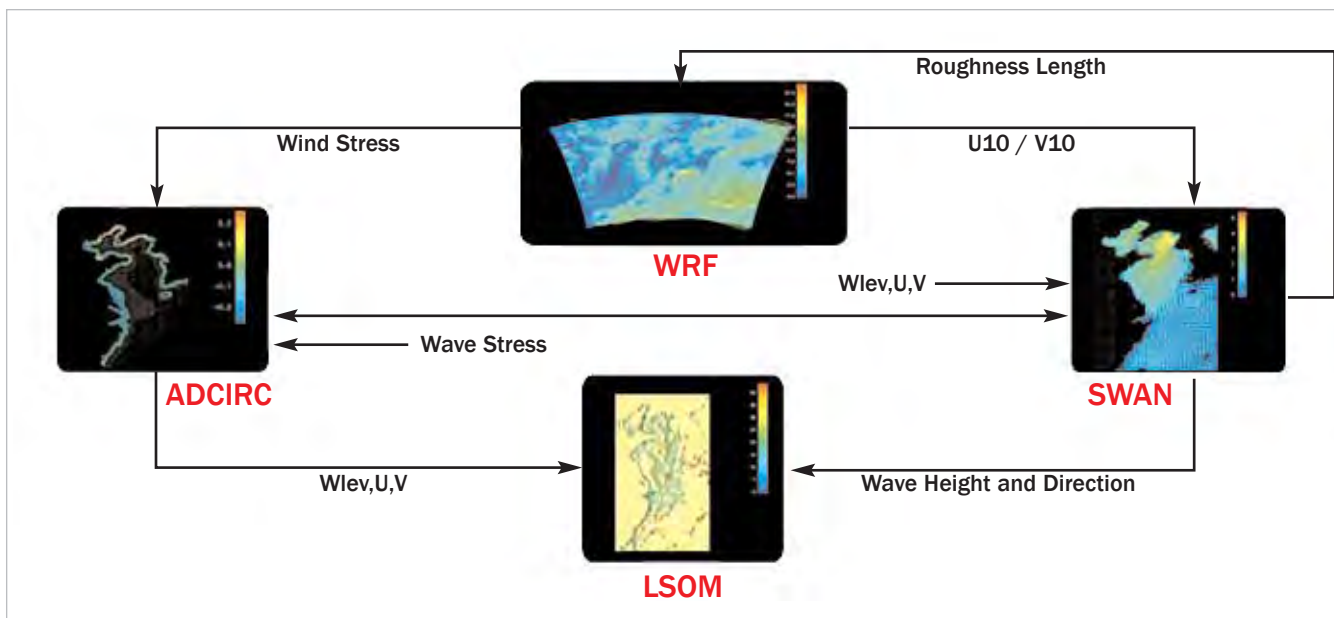 Roughness Length
Wind Stress
U10 / V10
WRF
Wlev,U,V
Wave Stress
ADCIRC
SWAN
Wlev,U,V
Wave Height and Direction
LSOM